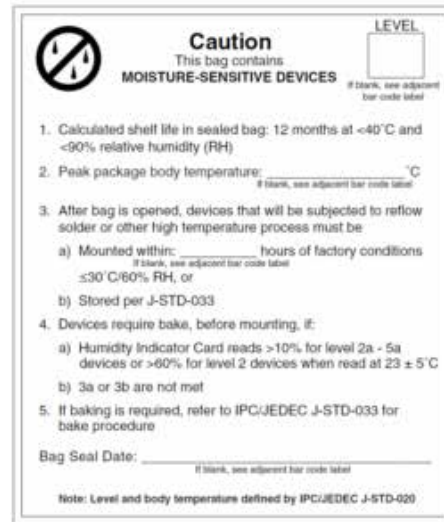 LEVEL
Caution
This bag contains
MOISTURE-SENSITIVE DEVICES
If blank, see adjacent
bar code label
1. Calculated shelf life in sealed bag: 12 months at <40˚C and
<90% relative humidity (RH)
2. Peak package body temperature: ________________ ˚C
If blank, see adjacent bar code label
3. After bag is opened, devices that will be subjected to reflow
solder or other high temperature process must be
a) Mounted within: __________ hours of factory conditions
If blank, see adjacent bar code label
≤30˚C/60% RH, or
b) Stored per J-STD-033
4. Devices require bake, before mounting, if:
a) Humidity Indicator Card reads >10% for level 2a - 5a
devices or >60% for level 2 devices when read at 23 ± 5˚C
b) 3a or 3b are not met
5. If baking is required, refer to IPC/JEDEC J-STD-033 for
bake procedure
Bag Seal Date: ________________________
If blank, see adjacent bar code label
Note: Level and body temperature defined by IPC/JEDEC J-STD-020